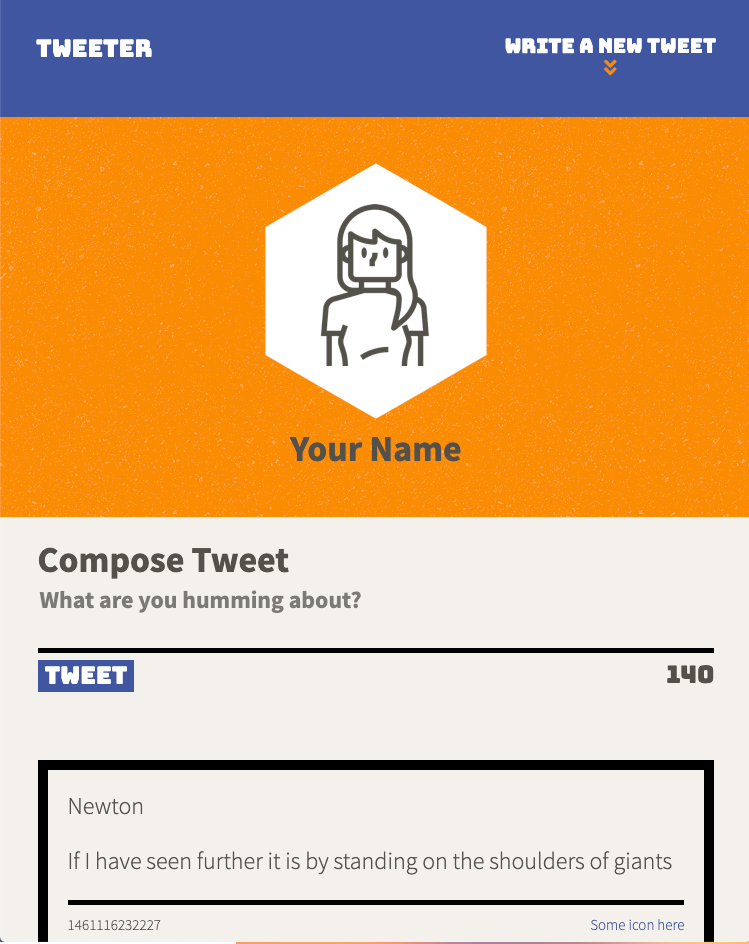 TWEETER
WRITE A NEW TWEET
Your Name
Compose Tweet
What are you humming about?
TWEET
140
Newton
If I have seen further it is by standing on the shoulders of giants
1461116232227
Some icon here